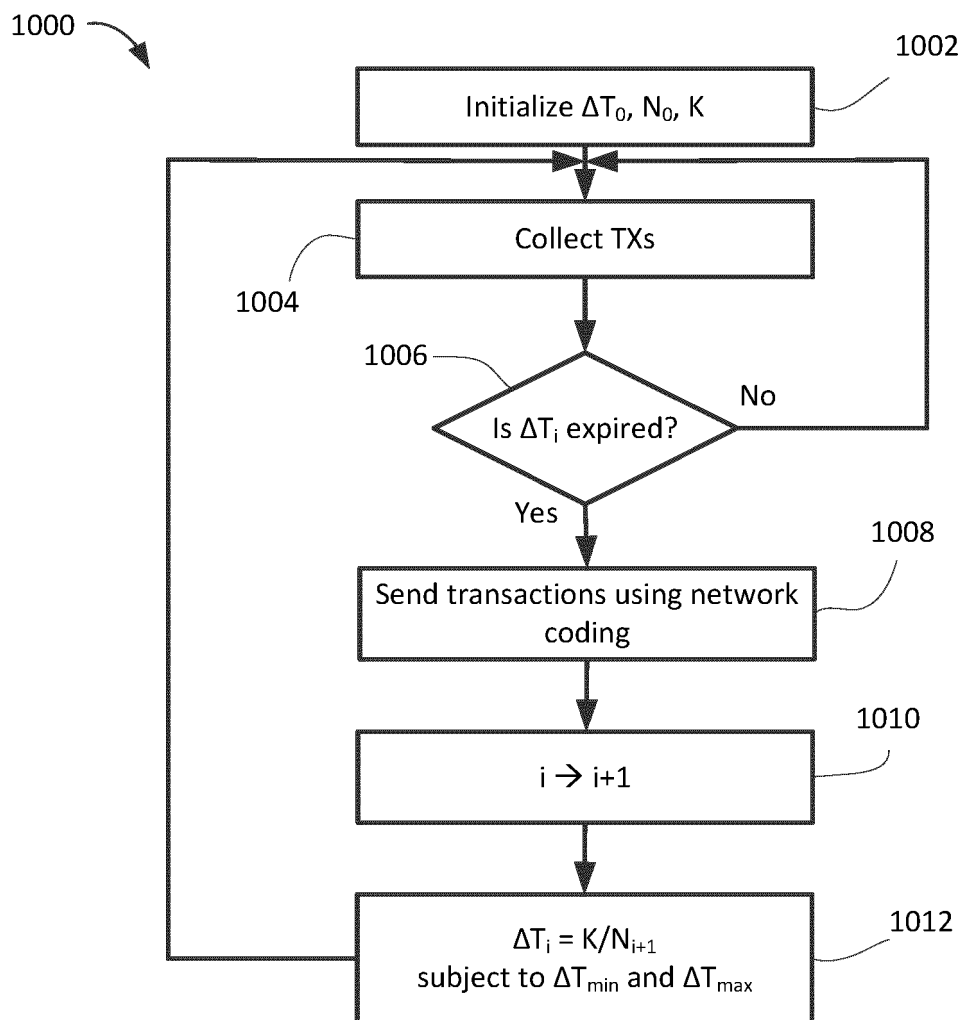 1000
1002
Initialize ΔT₀, N₀, K
Collect TXs
1004
1006
No
Is ΔTᵢ expired?
Yes
1008
Send transactions using network
coding
1010
i → i+1
1012
ΔTᵢ = K/Nᵢ₊₁
subject to ΔTmin and ΔTmax